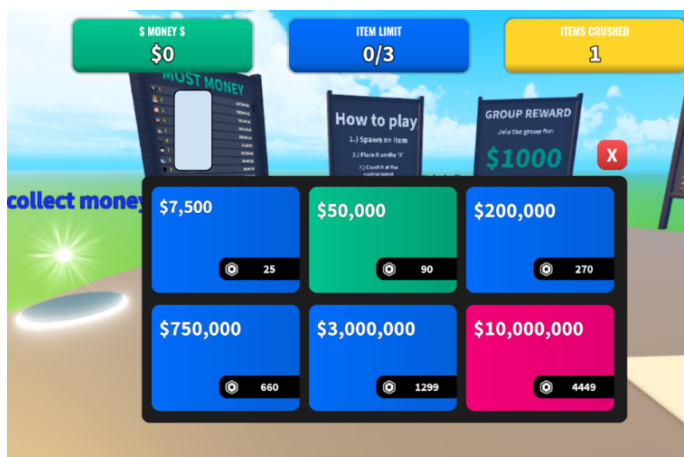 $ MONEY $
$0
ITEM LIMIT
0/3
ITEMS CRUSHED
1
MOST MONEY
How to play
1.) Spawn an item
GROUP REWARD
Join the group for:
$1000
X
collect money
$7,500
25
$50,000
90
$200,000
270
$750,000
660
$3,000,000
1299
$10,000,000
4449